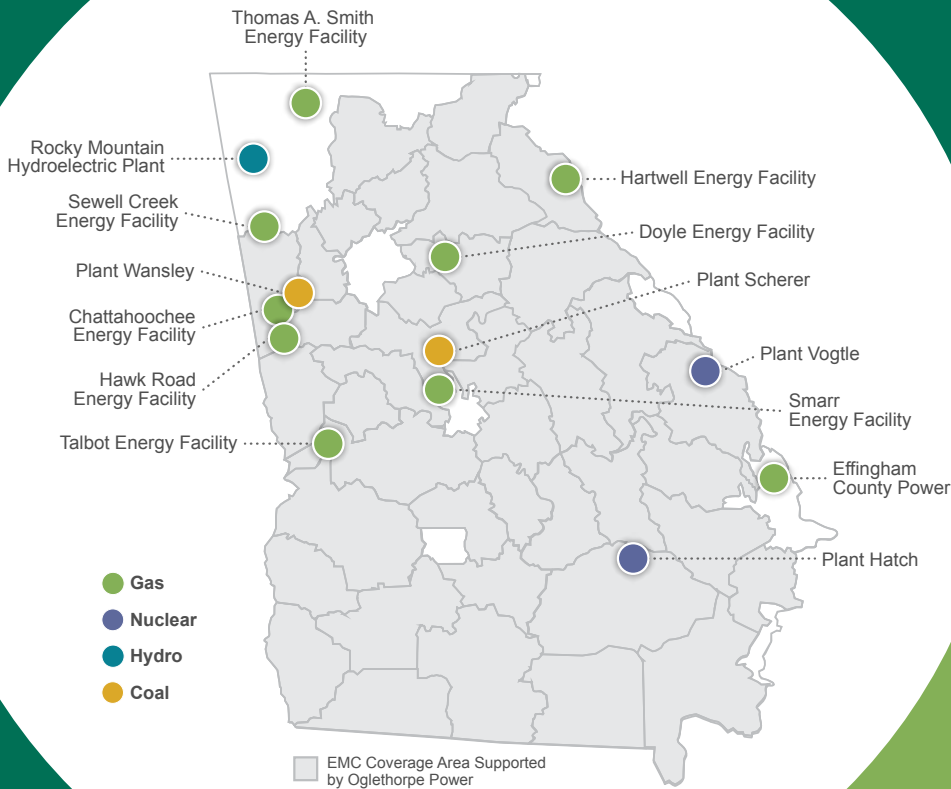 Thomas A. Smith
Energy Facility
Rocky Mountain
Hydroelectric Plant
Sewell Creek
Energy Facility
Plant Wansley
Chattahoochee
Energy Facility
Hawk Road
Energy Facility
Talbot Energy Facility
Hartwell Energy Facility
Doyle Energy Facility
Plant Scherer
Plant Vogtle
Smarr
Energy Facility
Effingham
County Power
Plant Hatch
Gas
Nuclear
Hydro
Coal
EMC Coverage Area Supported
by Oglethorpe Power